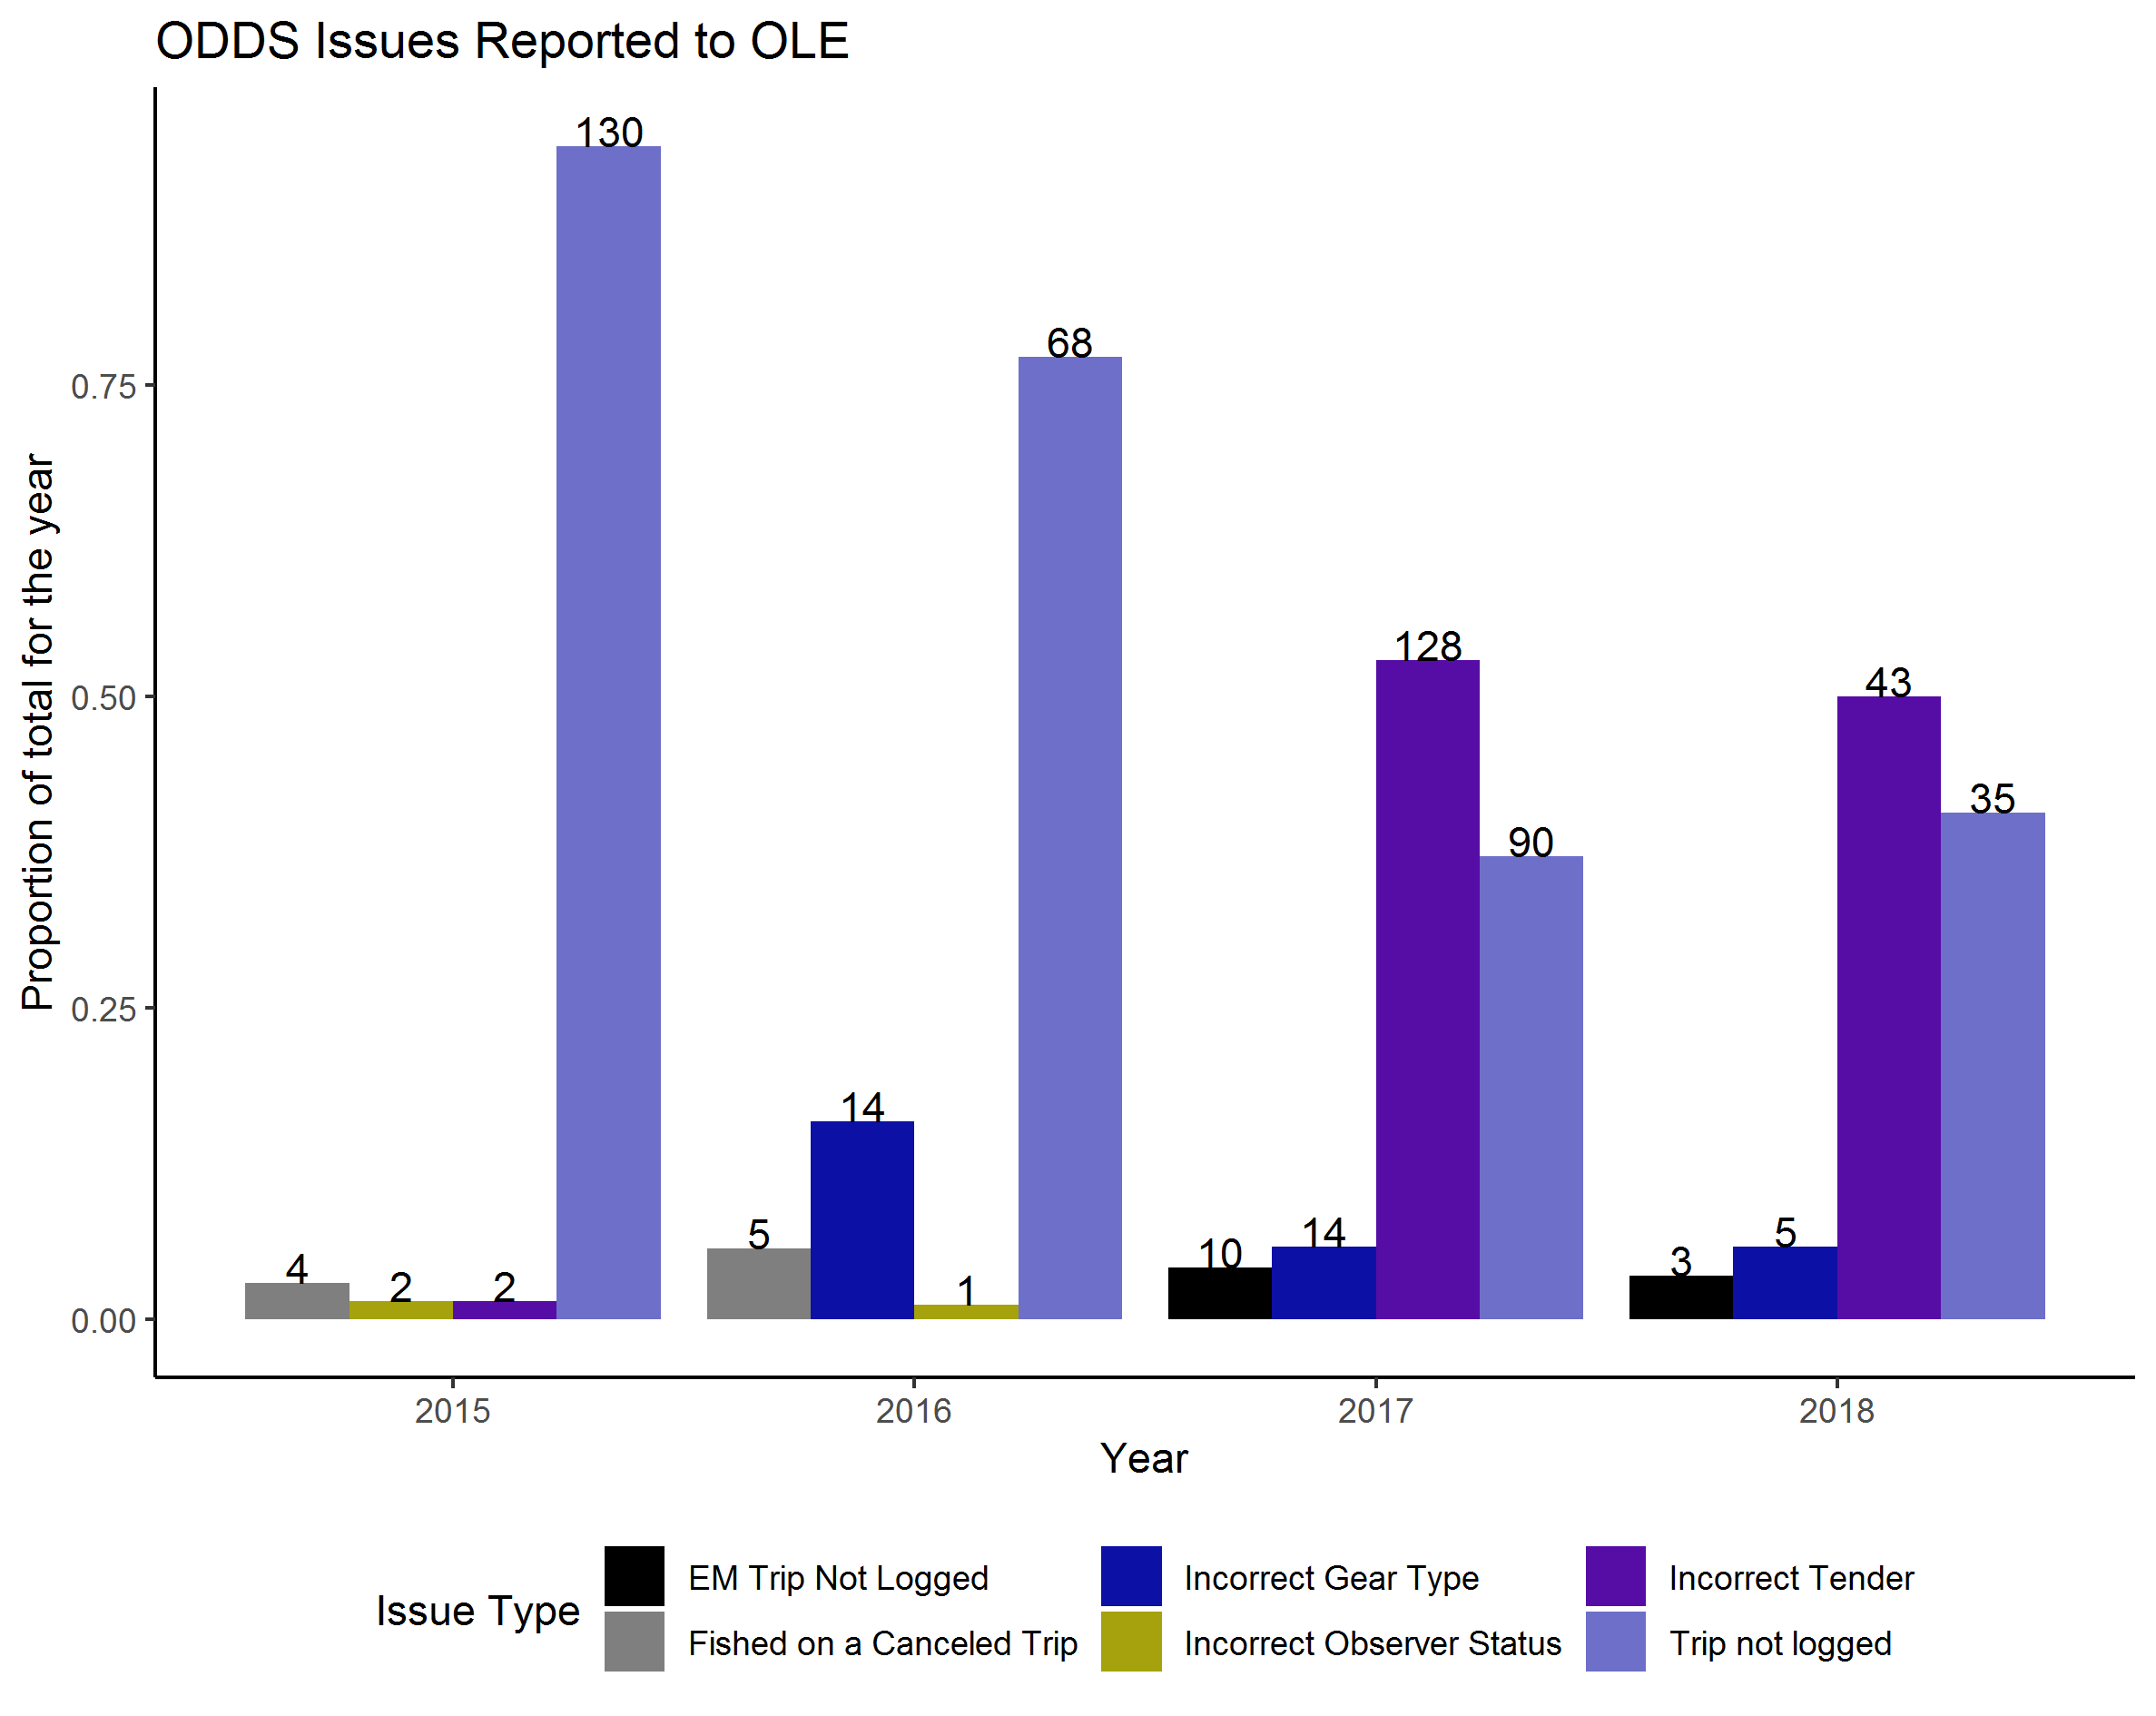 ODDS Issues Reported to OLE
Proportion of total for the year
0.75
0.50
0.25
0.00
130
68
128
43
35
90
14
4
2
2
5
1
10
14
3
5
2015
2016
2017
2018
Year
Issue Type
EM Trip Not Logged
Incorrect Gear Type
Incorrect Tender
Fished on a Canceled Trip
Incorrect Observer Status
Trip not logged